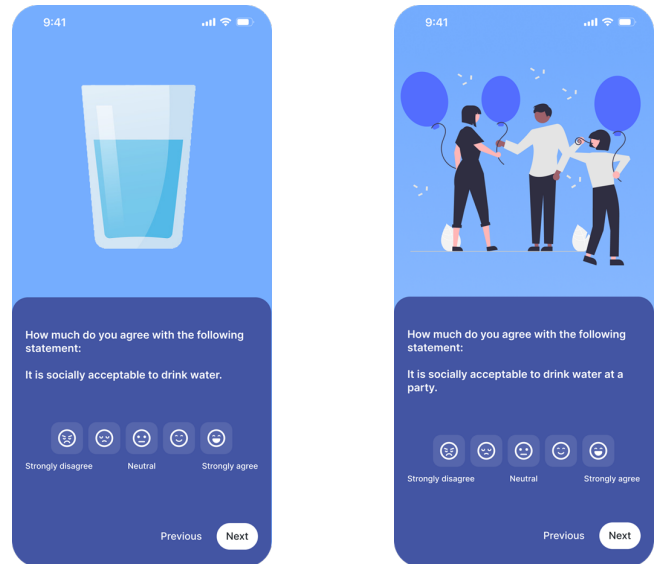 9:41
How much do you agree with the following
statement:
It is socially acceptable to drink water.
Strongly disagree
Neutral
Strongly agree
Previous
Next
9:41
How much do you agree with the following
statement:
It is socially acceptable to drink water at a
party.
Strongly disagree
Neutral
Strongly agree
Previous
Next